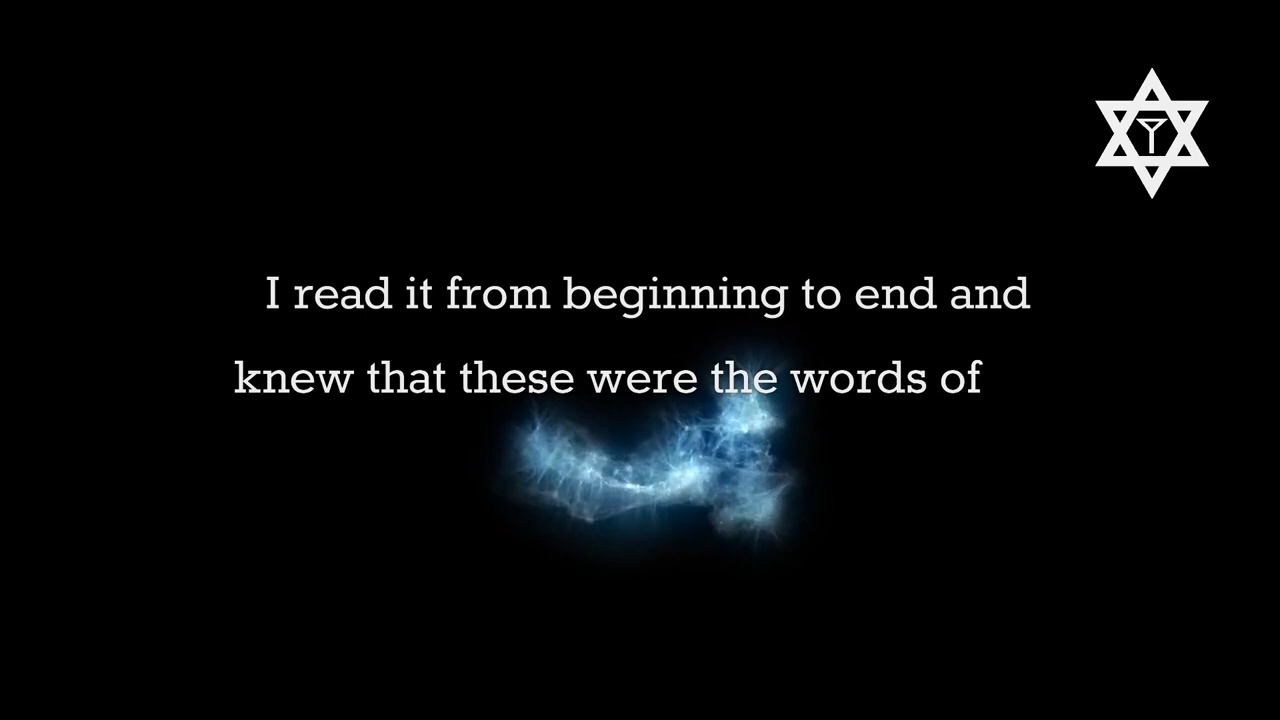 I read it from beginning to end and
knew that these were the words of